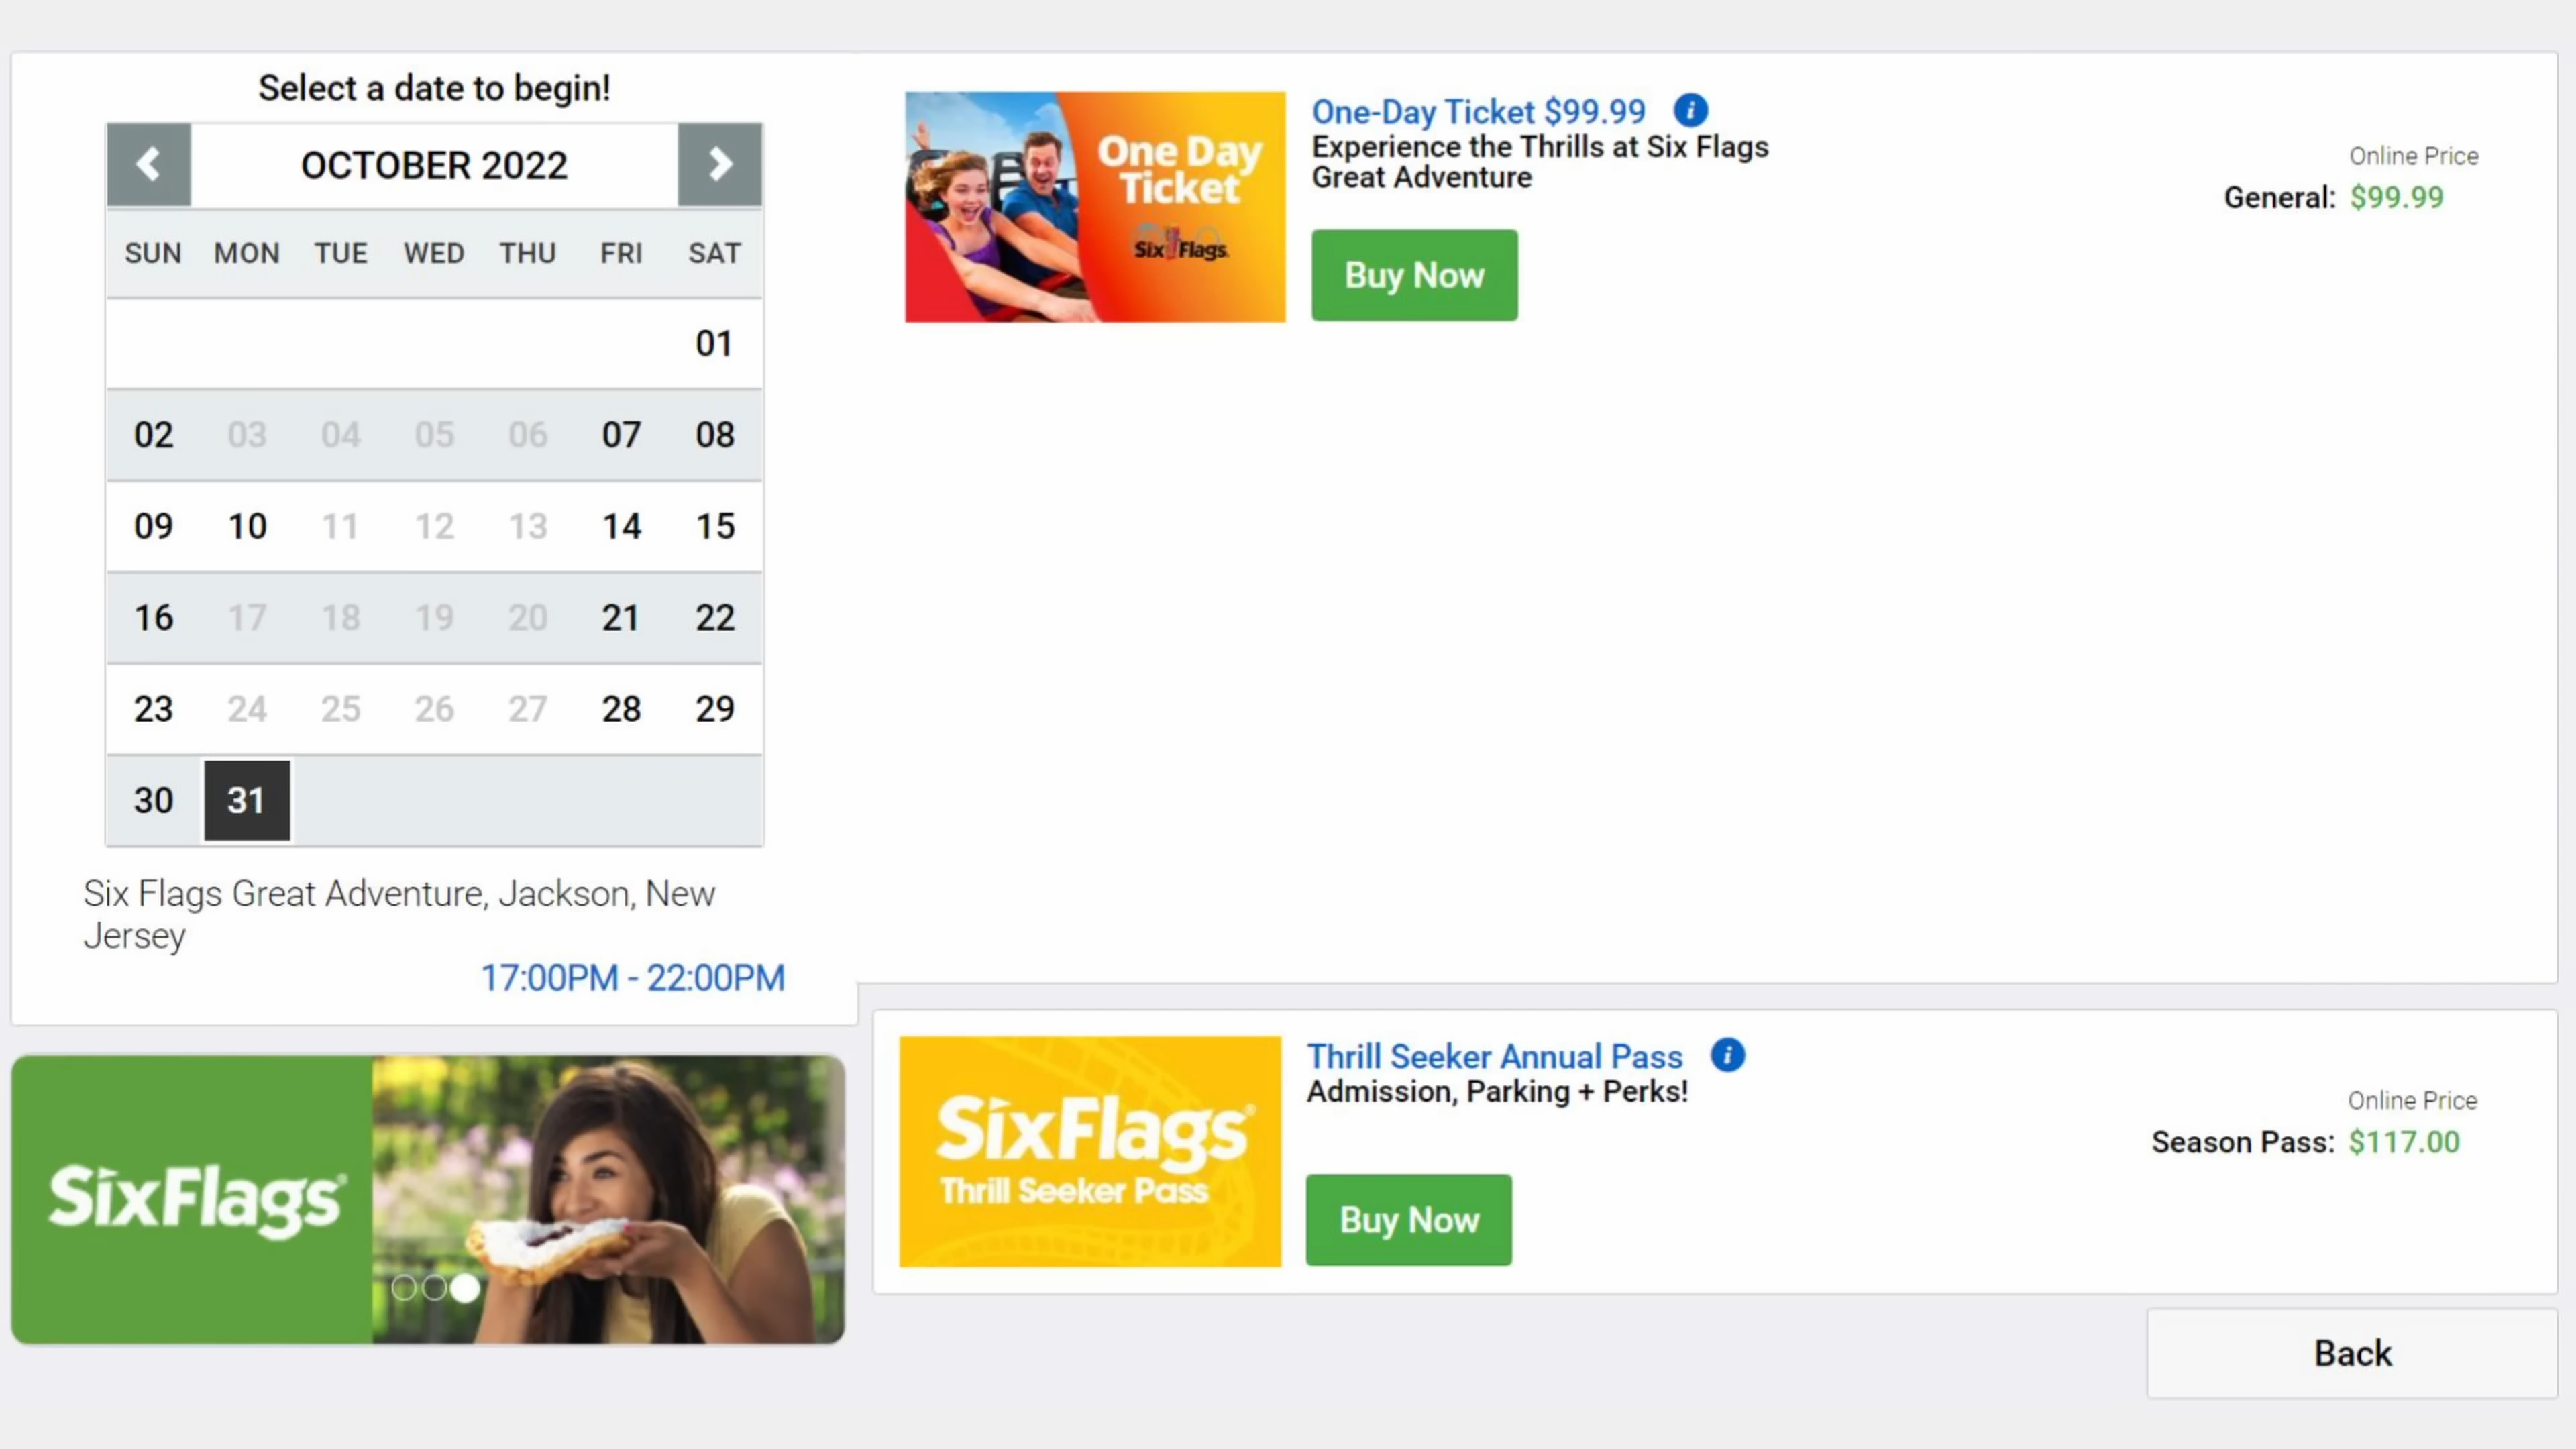 Select a date to begin!
OCTOBER 2022
SUN MON TUE WED THU FRI SAT
01
02 03 04 05 06 07 08
09 10 11 12 13 14 15
16 17 18 19 20 21 22
23 24 25 26 27 28 29
30 31
Six Flags Great Adventure, Jackson, New
Jersey
17:00PM - 22:00PM
SixFlags
One Day
Ticket
Six Flags
One-Day Ticket $99.99 i
Experience the Thrills at Six Flags
Great Adventure
Buy Now
Online Price
General: $99.99
SixFlags
Thrill Seeker Pass
Thrill Seeker Annual Pass i
Admission, Parking + Perks!
Buy Now
Online Price
Season Pass: $117.00
Back